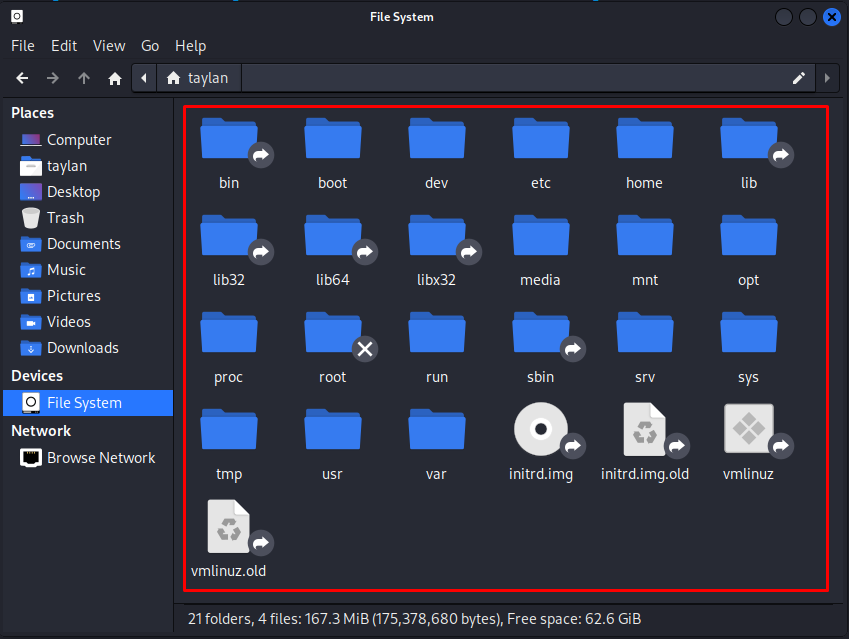 File System
File Edit View Go Help
taylan
Places
Computer
taylan
Desktop
Trash
Documents
Music
Pictures
Videos
Downloads
Devices
File System
Network
Browse Network
bin boot dev etc home lib
lib32 lib64 libx32 media mnt opt
proc root run sbin srv sys
tmp usr var initrd.img initrd.img.old vmlinuz
vmlinuz.old
21 folders, 4 files: 167.3 MiB (175,378,680 bytes), Free space: 62.6 GiB